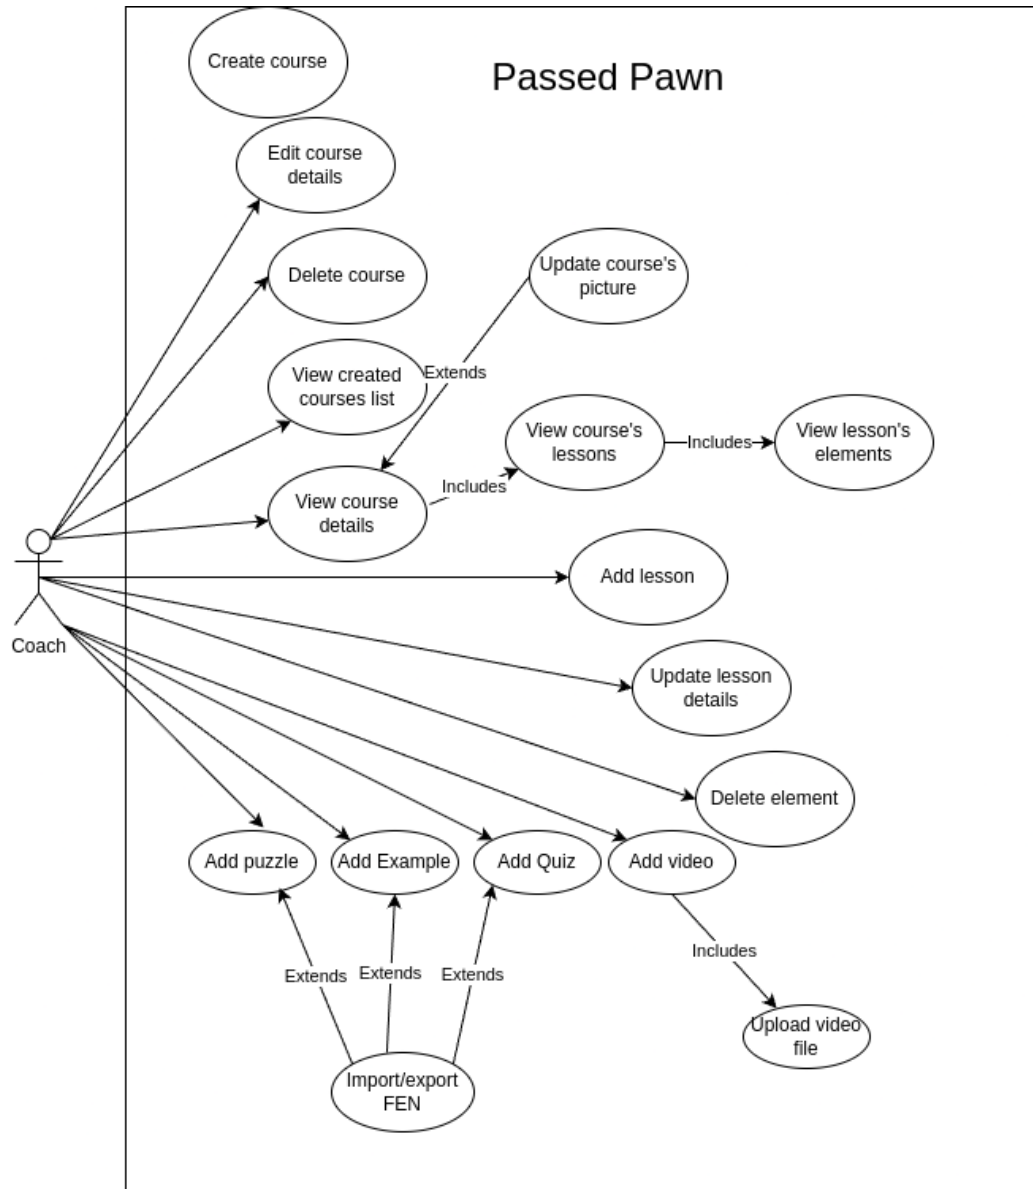 Create course
Passed Pawn
Edit course
details
Delete course
Update course's
picture
View created
courses list
Extends
View course's
lessons
Includes
View lesson's
elements
View course
details
Includes
Add lesson
Coach
Update lesson
details
Delete element
Add puzzle
Add Example
Add Quiz
Add video
Extends
Extends
Extends
Includes
Upload video
file
Import/export
FEN